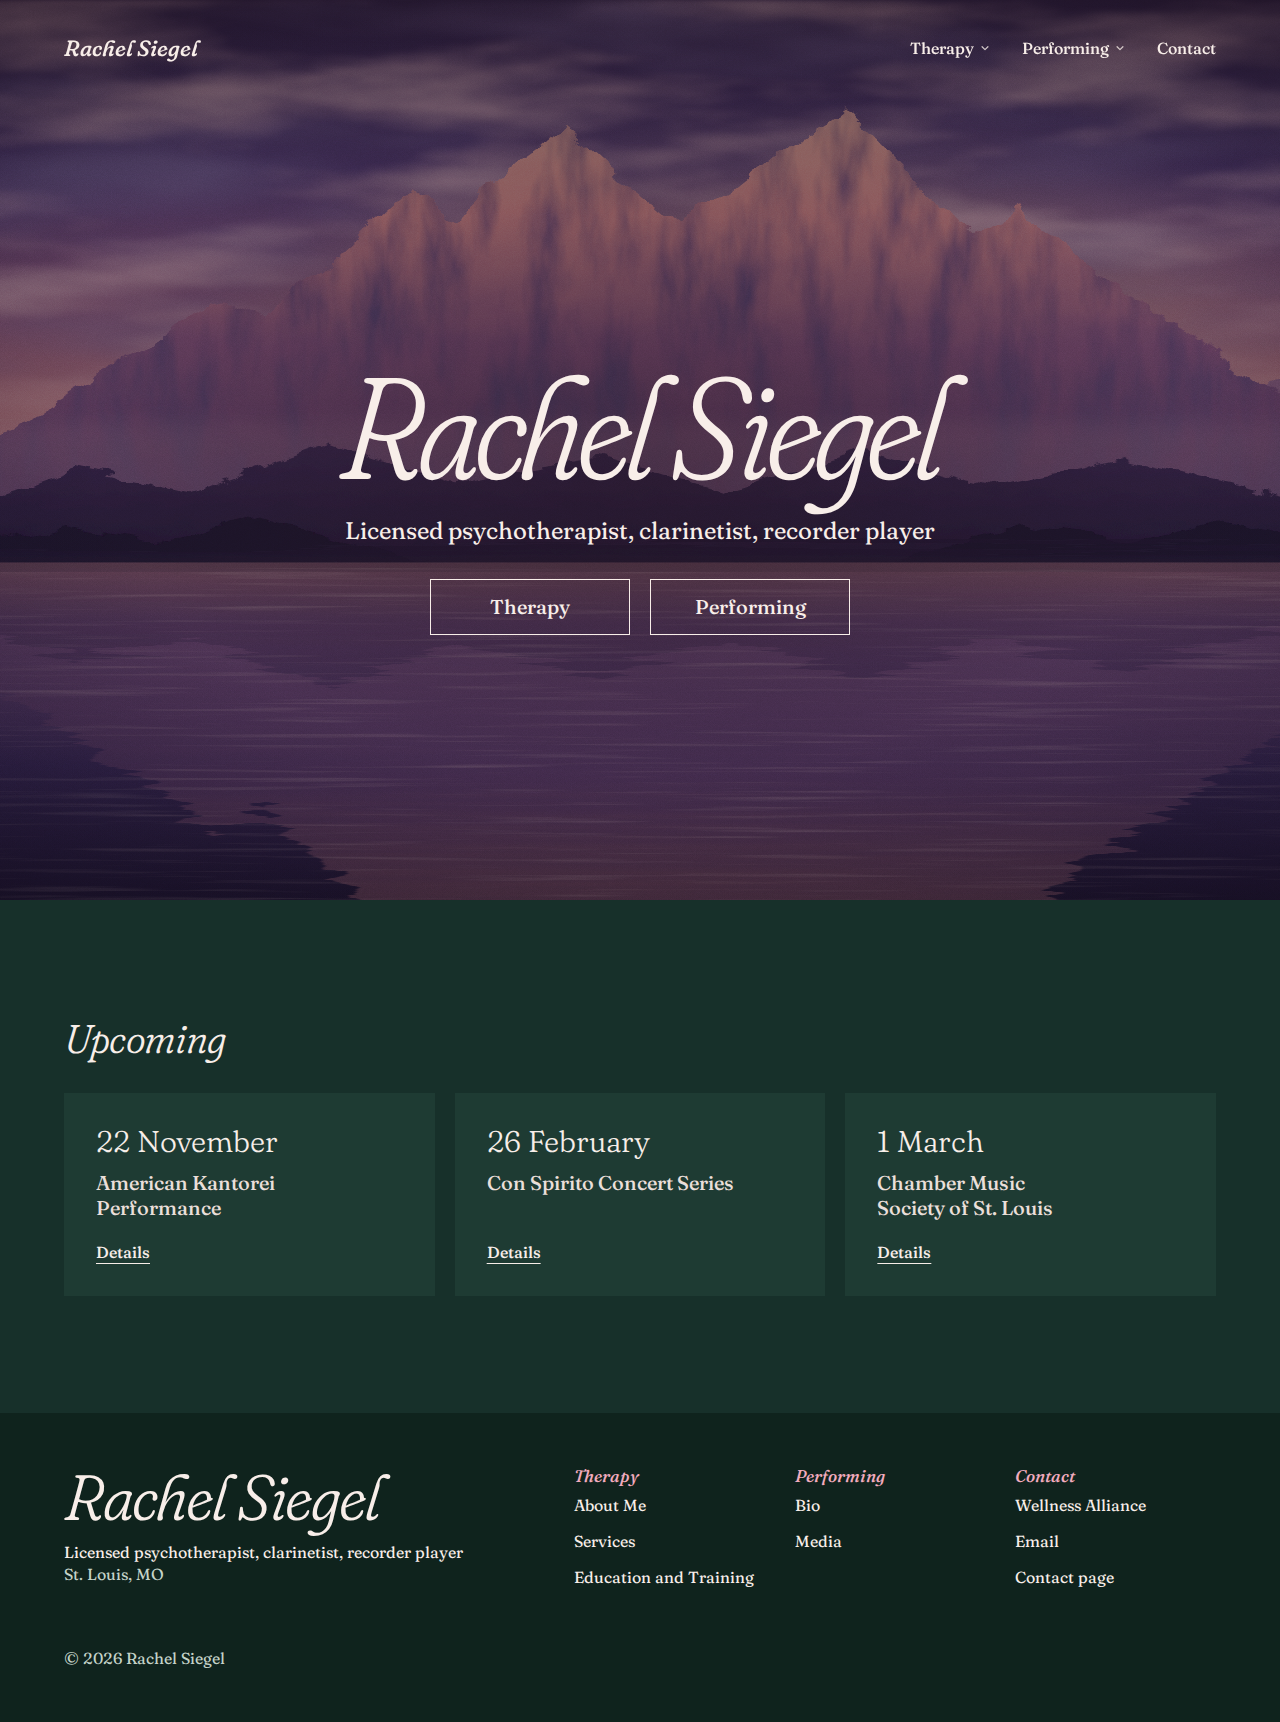 Rachel Siegel
Therapy
Performing
Contact
Rachel Siegel
Licensed psychotherapist, clarinetist, recorder player
Therapy
Performing
Upcoming
22 November
American Kantorei
Performance
Details
26 February
Con Spirito Concert Series
Details
1 March
Chamber Music
Society of St. Louis
Details
Rachel Siegel
Licensed psychotherapist, clarinetist, recorder player
St. Louis, MO
Therapy
About Me
Services
Education and Training
Performing
Bio
Media
Contact
Wellness Alliance
Email
Contact page
© 2026 Rachel Siegel